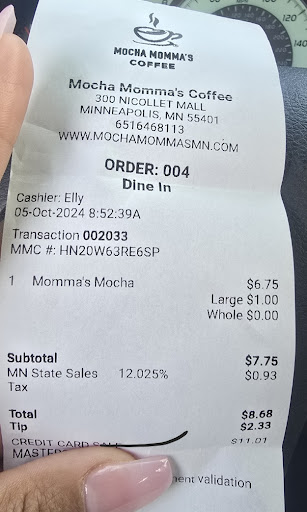 MOCHA MOMMA'S
COFFEE
Mocha Momma's Coffee
300 NICOLLET MALL
MINNEAPOLIS, MN 55401
6516468113
WWW.MOCHAMOMMASMN.COM
ORDER: 004
Dine In
Cashier: Elly
05-Oct-2024 8:52:39A
Transaction 002033
MMC #: HN20W63RE6SP
1 Momma's Mocha $6.75
Large $1.00
Whole $0.00
Subtotal $7.75
MN State Sales 12.025% $0.93
Tax
Total $8.68
Tip $2.33
CREDIT CARD SALE $11.01
validation